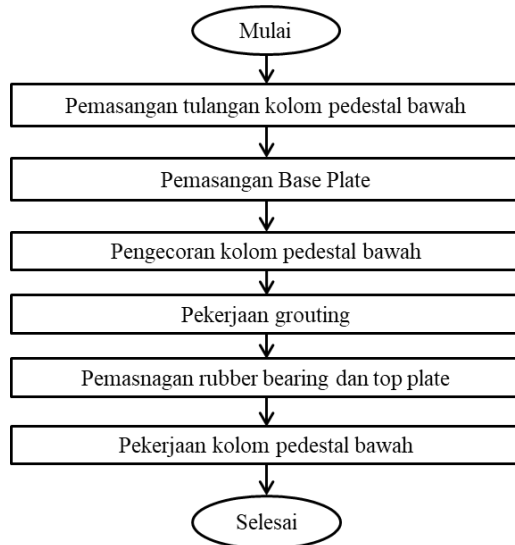 Mulai
Pemasangan tulangan kolom pedestal bawah
Pemasangan Base Plate
Pengecoran kolom pedestal bawah
Pekerjaan grouting
Pemasnagan rubber bearing dan top plate
Pekerjaan kolom pedestal bawah
Selesai